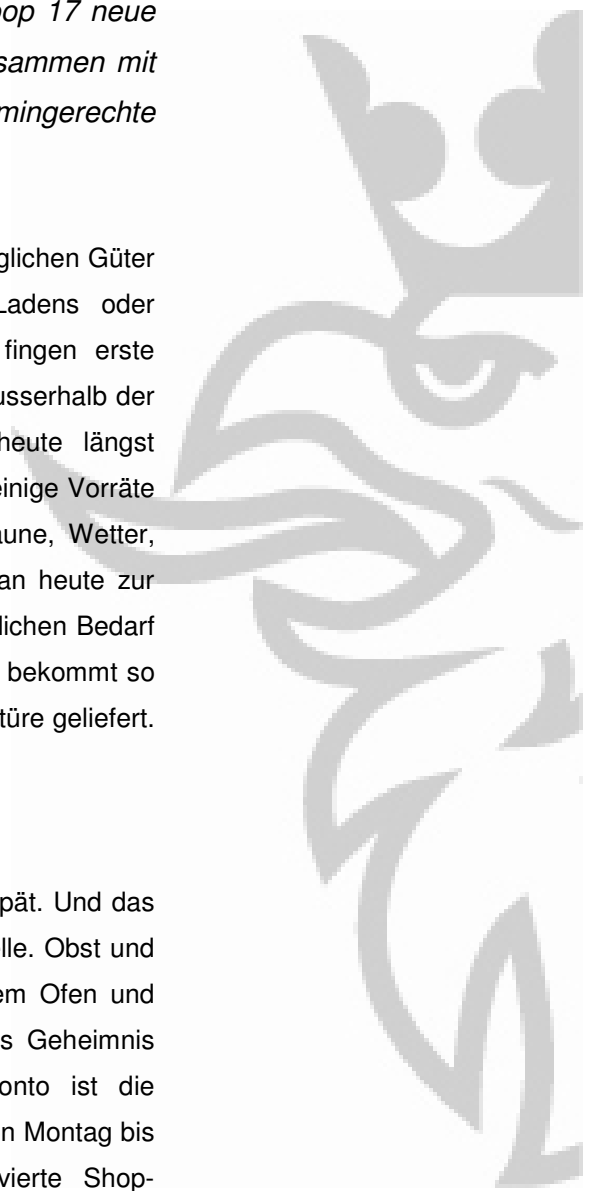 op 17 neue
sammen mit
mingerechte
glichen Güter
Ladens oder
fingen erste
usserhalb der
heute längst
einige Vorräte
aune, Wetter,
an heute zur
lichen Bedarf
bekommt so
türe geliefert.
pät. Und das
lle. Obst und
em Ofen und
s Geheimnis
onto ist die
n Montag bis
vierte Shop-